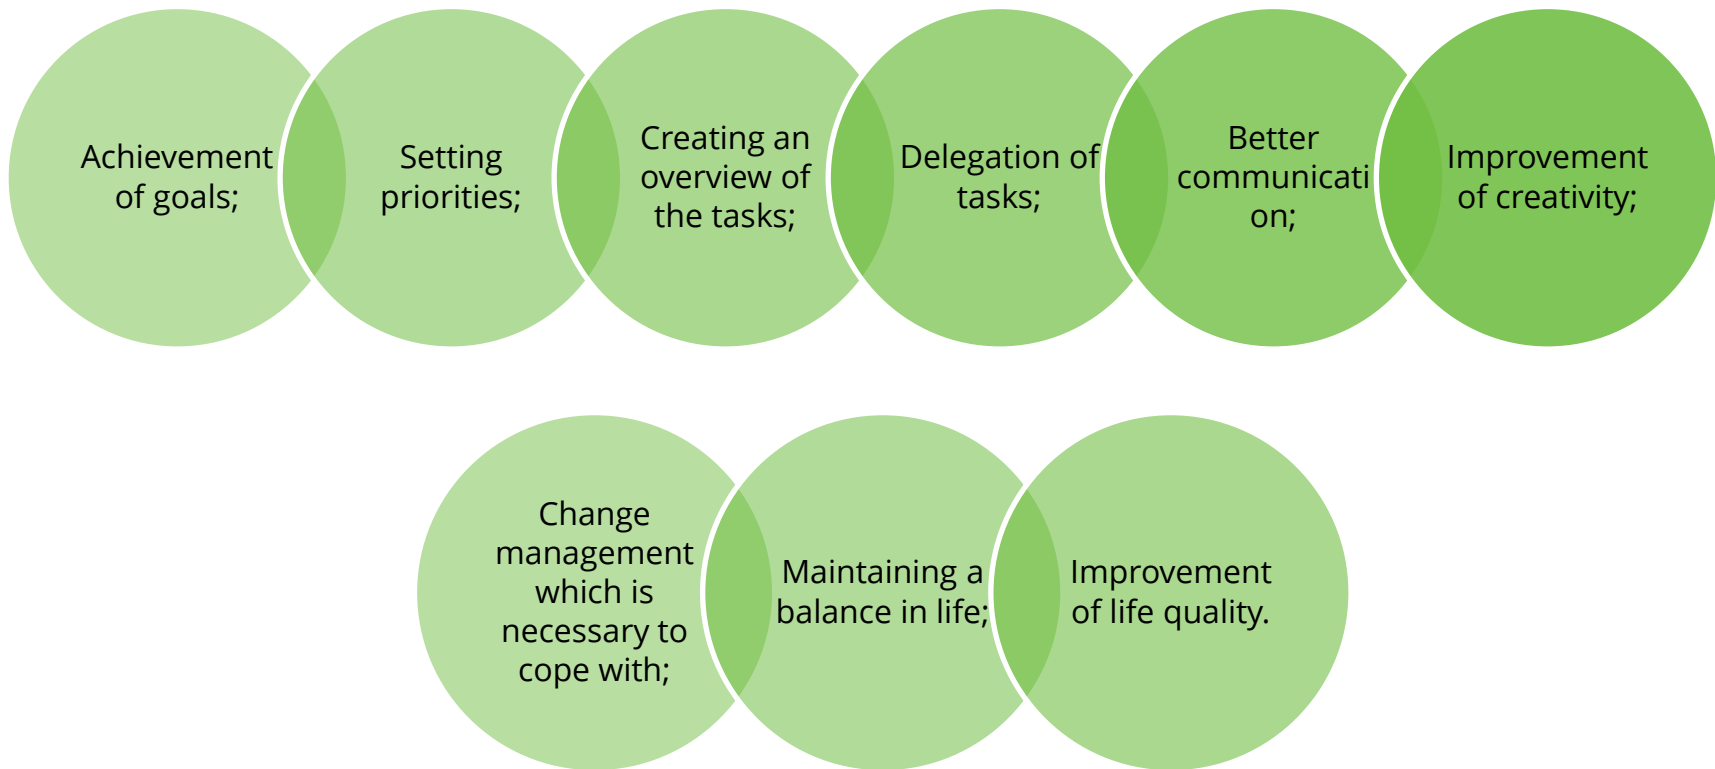 Achievement
of goals;
Setting
priorities;
Creating an
overview of
the tasks;
Delegation of
tasks;
Better
communicati
on;
Improvement
of creativity;
Change
management
which is
necessary to
cope with;
Maintaining a
balance in life;
Improvement
of life quality.